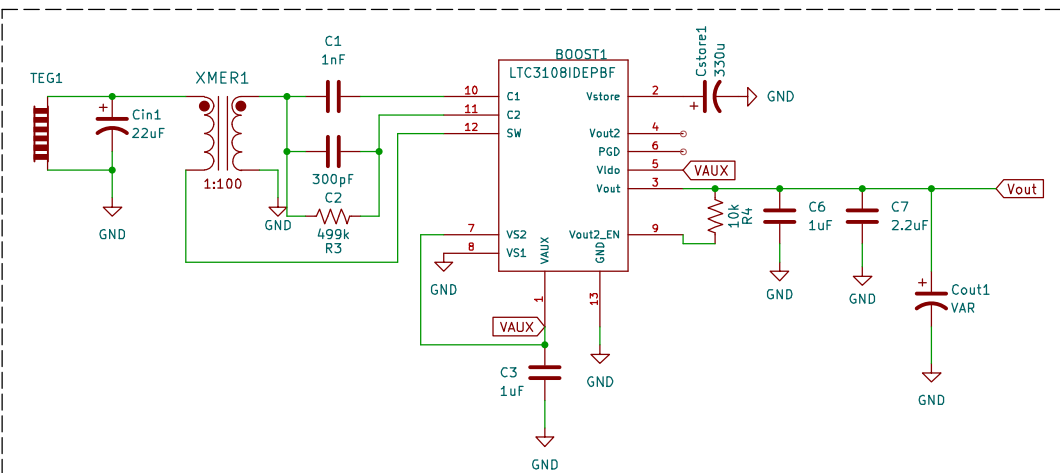 TEG1
Cin1
22uF
GND
XMER1
1:100
GND
C1
1nF
300pF
C2
499k
R3
BOOST1
LTC3108IDEPBF
10
11
12
C1
C2
SW
7
8
VS2
VS1
GND
VAUX
1
GND
13
Vstore
Vout2
PGD
Vldo
Vout
Vout2_EN
2
4
6
5
3
9
VAUX
C3
1uF
GND
GND
Cstore1
330u
GND
VAUX
10k
R4
C6
1uF
GND
C7
2.2uF
GND
Vout
Cout1
VAR
GND